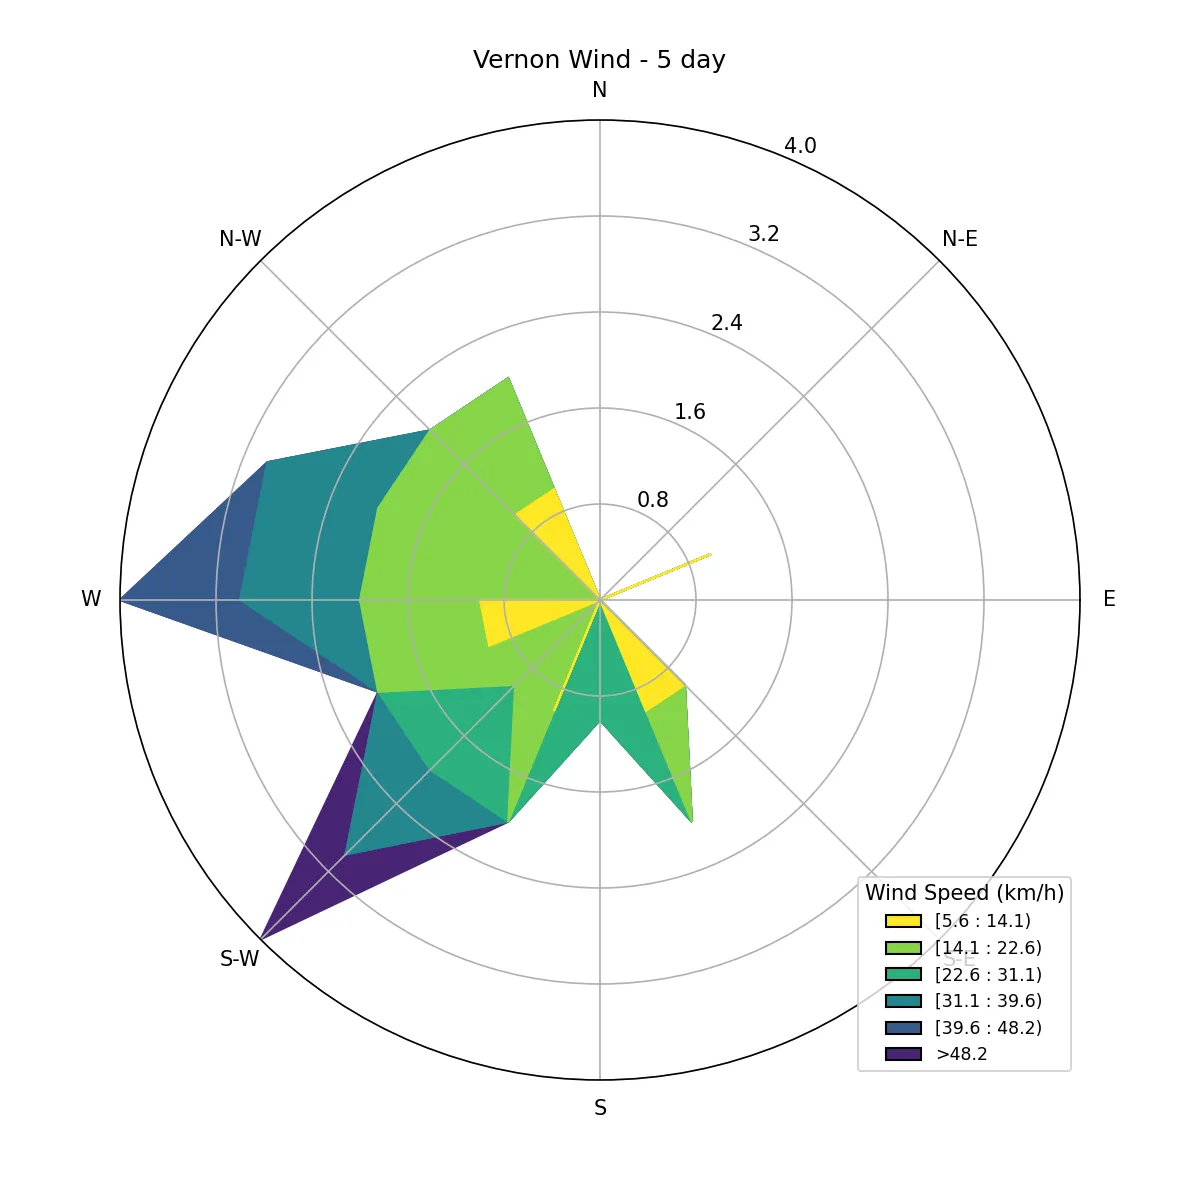 Vernon Wind - 5 day
N
4.0
N-W
N-E
3.2
2.4
1.6
0.8
W
E
S-W
S-E
Wind Speed (km/h)
[5.6 : 14.1)
[14.1 : 22.6)
[22.6 : 31.1)
[31.1 : 39.6)
[39.6 : 48.2)
>48.2
S